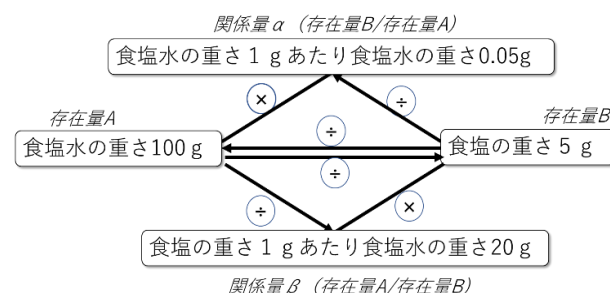 関係量α（存在量B/存在量A）
食塩水の重さ１ｇあたり食塩水の重さ0.05g
×
÷
存在量A
存在量B
÷
食塩水の重さ100ｇ
食塩の重さ５ｇ
÷
÷
×
食塩の重さ１ｇあたり食塩水の重さ20ｇ
関係量β（存在量A/存在量B）